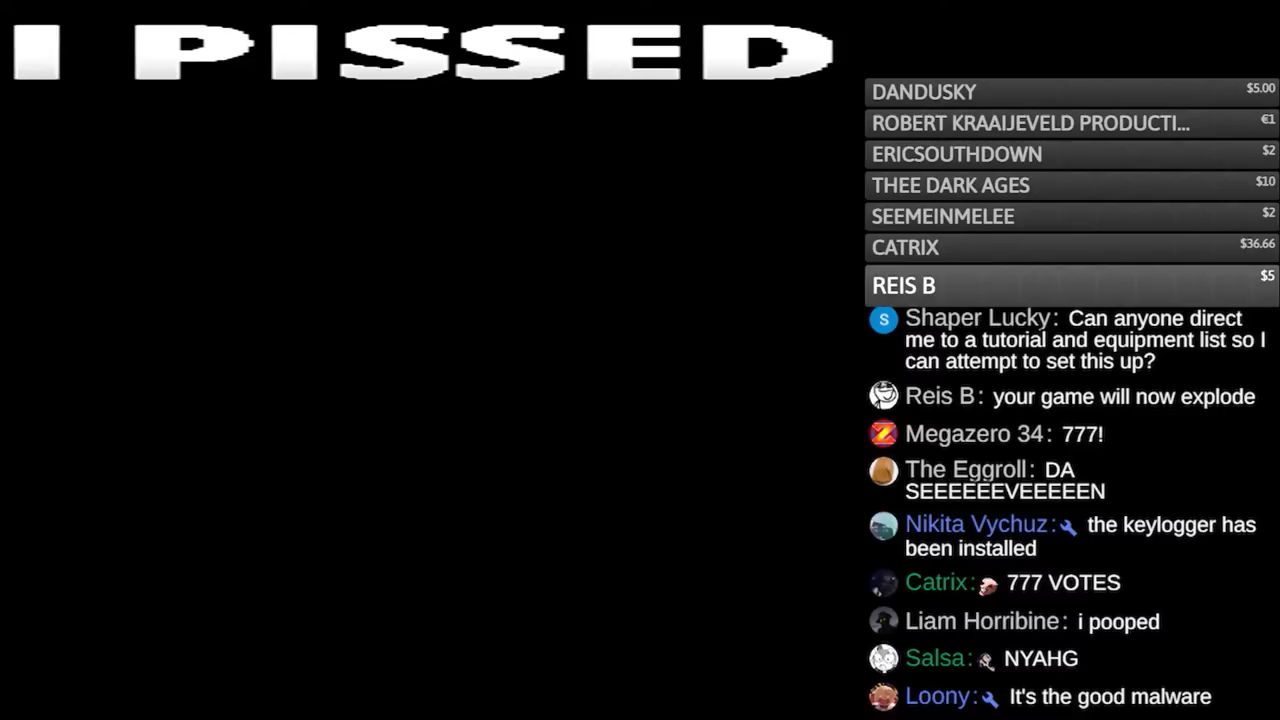 I PISSED
DANDUSKY $5.00
ROBERT KRAAIJEVELD PRODUCTI... €1
ERICSOUTHDOWN $2
THEE DARK AGES $10
SEEMEINMELEE $2
CATRIX $36.66
REIS B $5
S Shaper Lucky: Can anyone direct
me to a tutorial and equipment list so I
can attempt to set this up?
Reis B: your game will now explode
Z Megazero 34: 777!
The Eggroll: DA
SEEEEEEVEEEEEN
Nikita Vychuz: the keylogger has
been installed
Catrix: 777 VOTES
Liam Horribine: i pooped
Salsa: NYAHG
Loony: It's the good malware